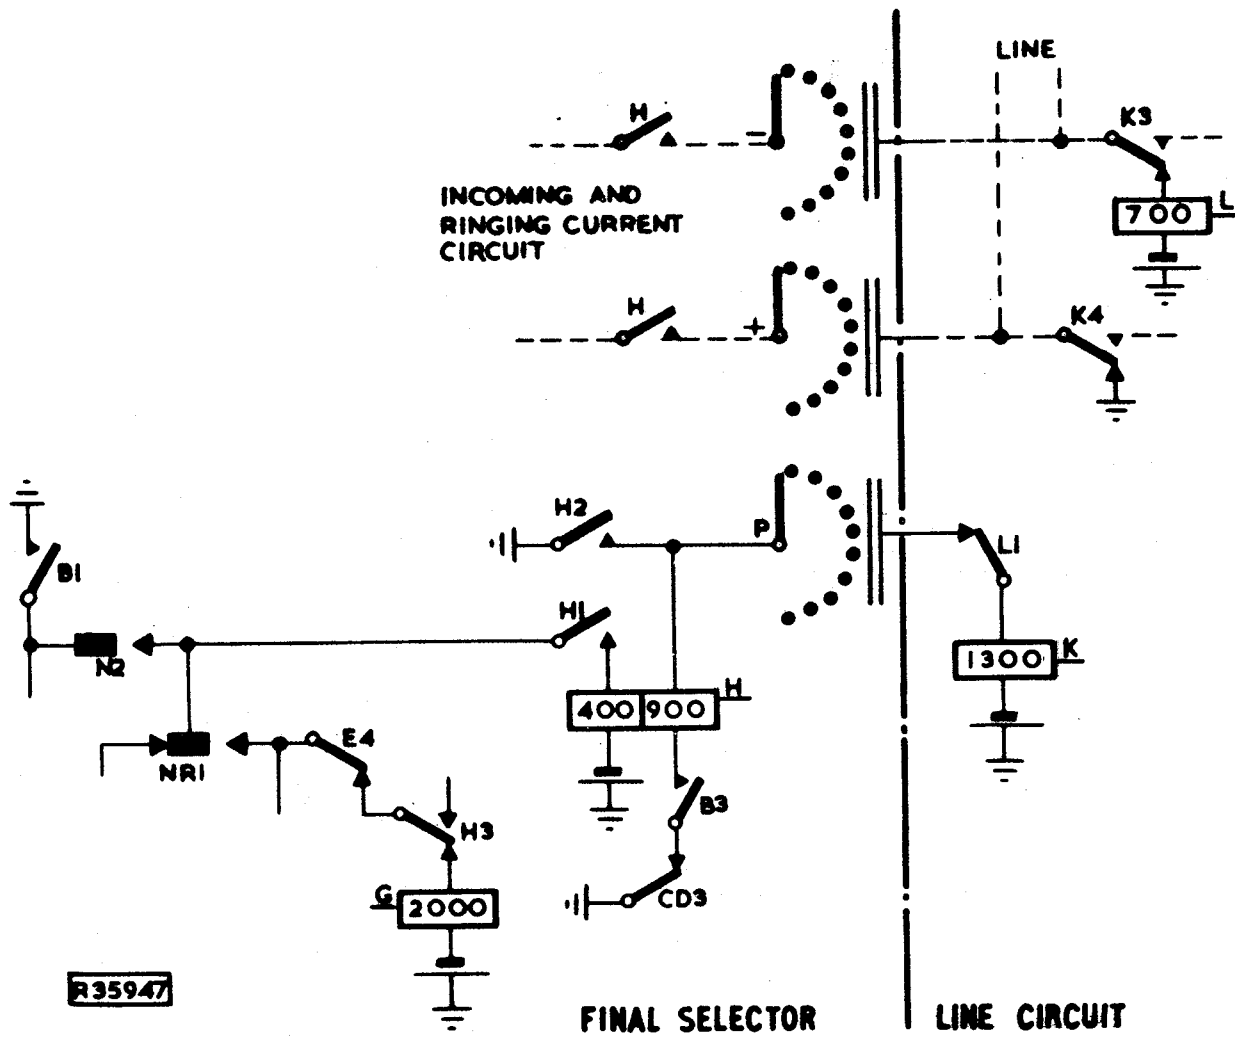 LINE
H
K3
−
L
700
INCOMING AND
RINGING CURRENT
CIRCUIT
H
+
K4
H2
P
L1
B1
H1
N2
1300 K
H
400 900
E4
NR1
B3
H3
G
2000
CD3
R35947
FINAL SELECTOR
LINE CIRCUIT